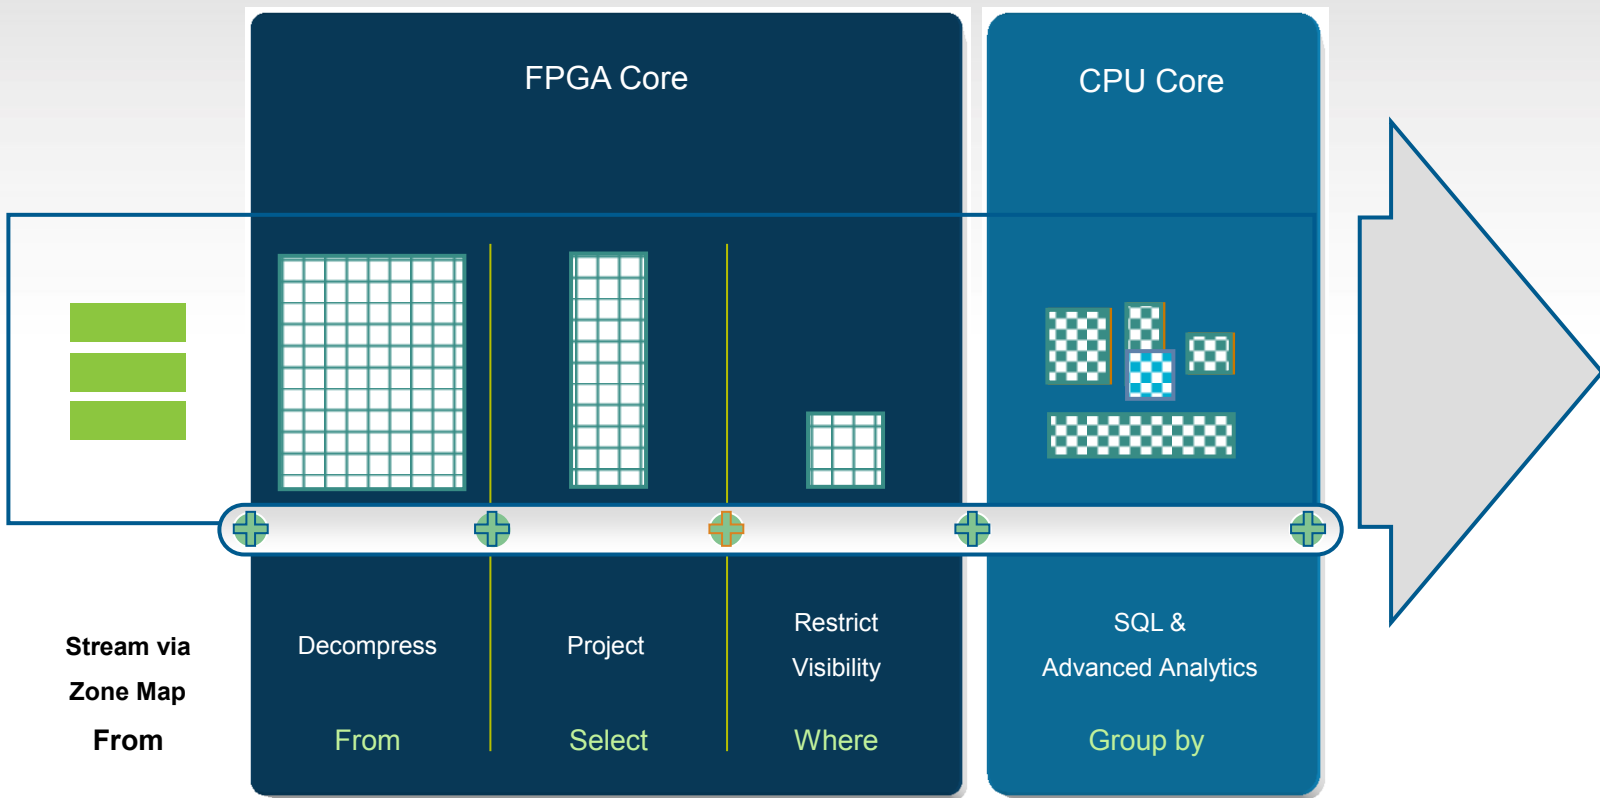 FPGA Core
CPU Core
Stream via
Zone Map
From
Decompress
From
Project
Select
Restrict
Visibility
Where
SQL &
Advanced Analytics
Group by